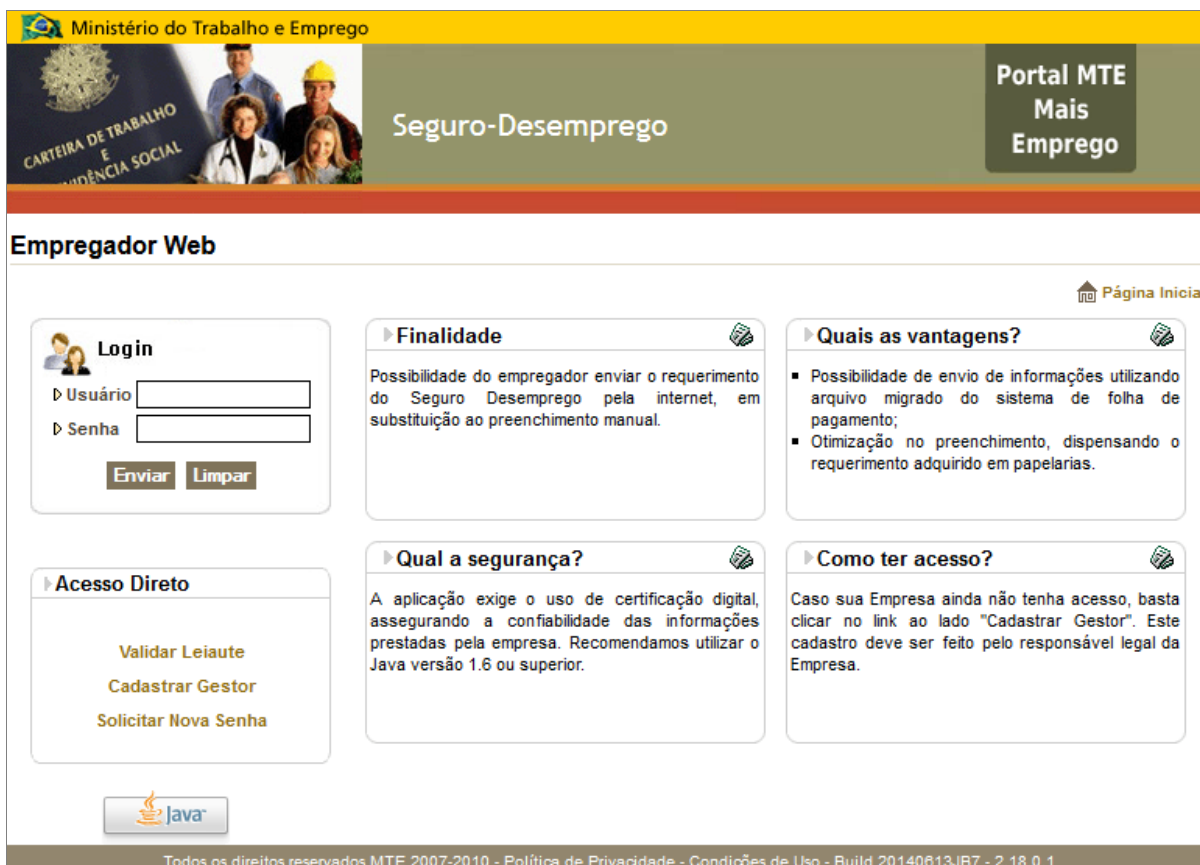 Ministério do Trabalho e Emprego
CARTEIRA DE TRABALHO
E
CIA SOCIAL
Seguro-Desemprego
Portal MTE
Mais
Emprego
Empregador Web
Página Inicia
Login
Usuário
Senha
Enviar Limpar
Finalidade
Possibilidade do empregador enviar o requerimento
do Seguro Desemprego pela internet, em
substituição ao preenchimento manual.
Quais as vantagens?
Possibilidade de envio de informações utilizando
arquivo migrado do sistema de folha de
pagamento;
Otimização no preenchimento, dispensando o
requerimento adquirido em papelarias.
Acesso Direto
Validar Leiaute
Cadastrar Gestor
Solicitar Nova Senha
Qual a segurança?
A aplicação exige o uso de certificação digital,
assegurando a confiabilidade das informações
prestadas pela empresa. Recomendamos utilizar o
Java versão 1.6 ou superior.
Como ter acesso?
Caso sua Empresa ainda não tenha acesso, basta
clicar no link ao lado "Cadastrar Gestor". Este
cadastro deve ser feito pelo responsável legal da
Empresa.
Java
Todos os direitos reservados MTE 2007-2010 - Política de Privacidade - Condições de Uso - Build 20140613JB7 - 2.18.0.1